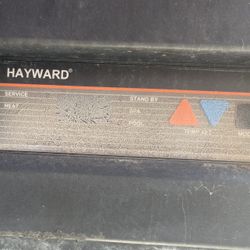 HAYWARD®
SERVICE
STAND BY
HEAT
SPA
POOL
TEMP SET